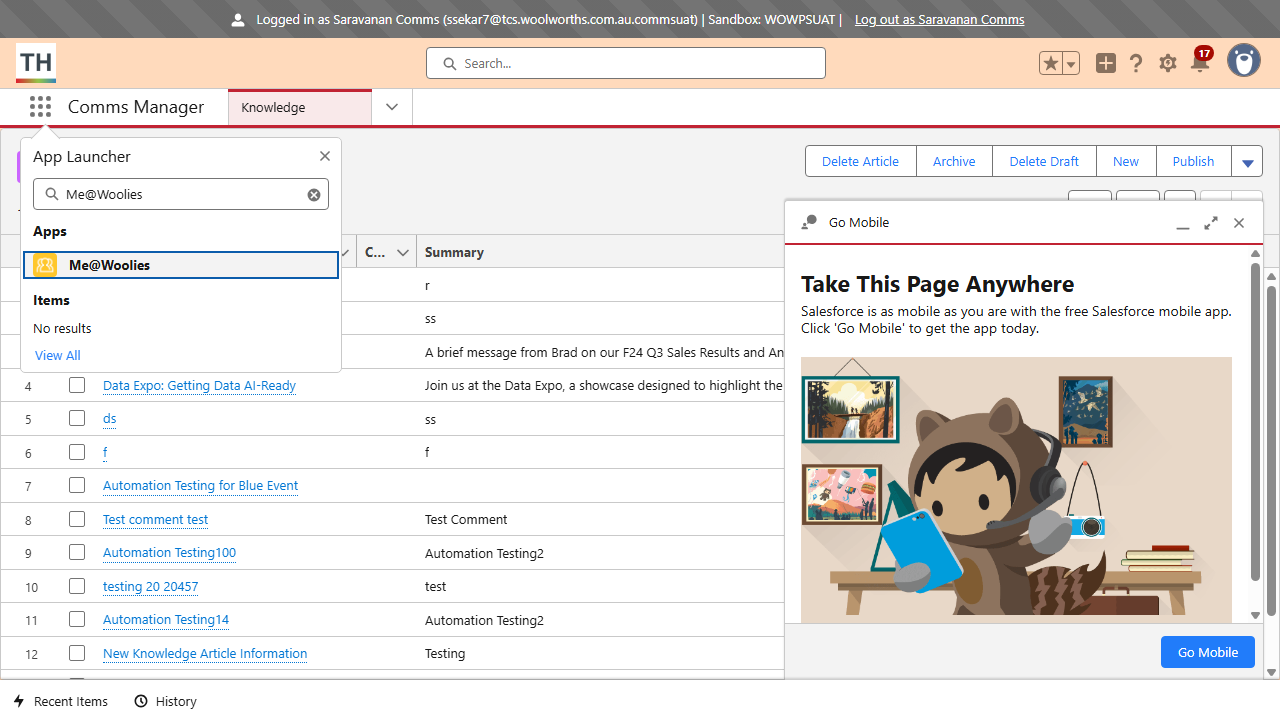 Logged in as Saravanan Comms (ssekar7@tcs.woolworths.com.au.commsuat) | Sandbox: WOWPSUAT | Log out as Saravanan Comms
TH
Search...
17
Comms Manager
Knowledge
App Launcher
Me@Woolies
Apps
Me@Woolies
Items
No results
View All
Delete Article
Archive
Delete Draft
New
Publish
C...
Summary
r
ss
A brief message from Brad on our F24 Q3 Sales Results and An
4 Data Expo: Getting Data AI-Ready Join us at the Data Expo, a showcase designed to highlight the
5 ds ss
6 f f
7 Automation Testing for Blue Event
8 Test comment test Test Comment
9 Automation Testing100 Automation Testing2
10 testing 20 20457 test
11 Automation Testing14 Automation Testing2
12 New Knowledge Article Information Testing
Go Mobile
Take This Page Anywhere
Salesforce is as mobile as you are with the free Salesforce mobile app.
Click 'Go Mobile' to get the app today.
Go Mobile
Recent Items
History